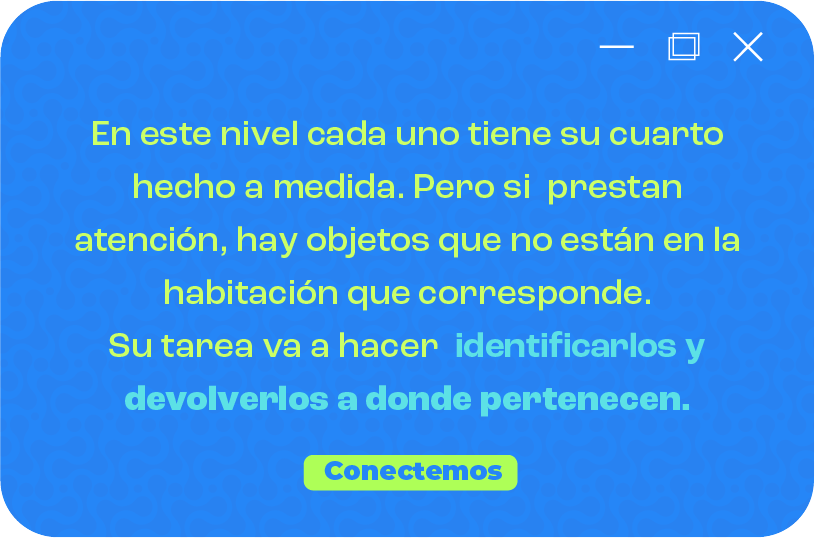 En este nivel cada uno tiene su cuarto
hecho a medida. Pero si prestan
atención, hay objetos que no están en la
habitación que corresponde.
Su tarea va a hacer identificarlos y
devolverlos a donde pertenecen.
Conectemos